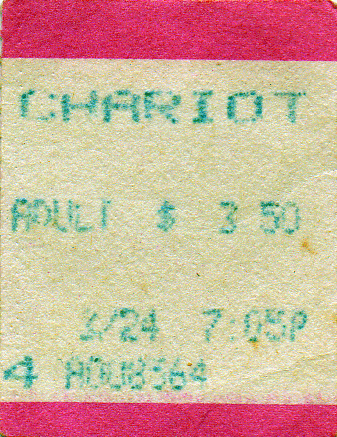 CHARIOT
ADULT $ 3 50
/24 7:05P
4